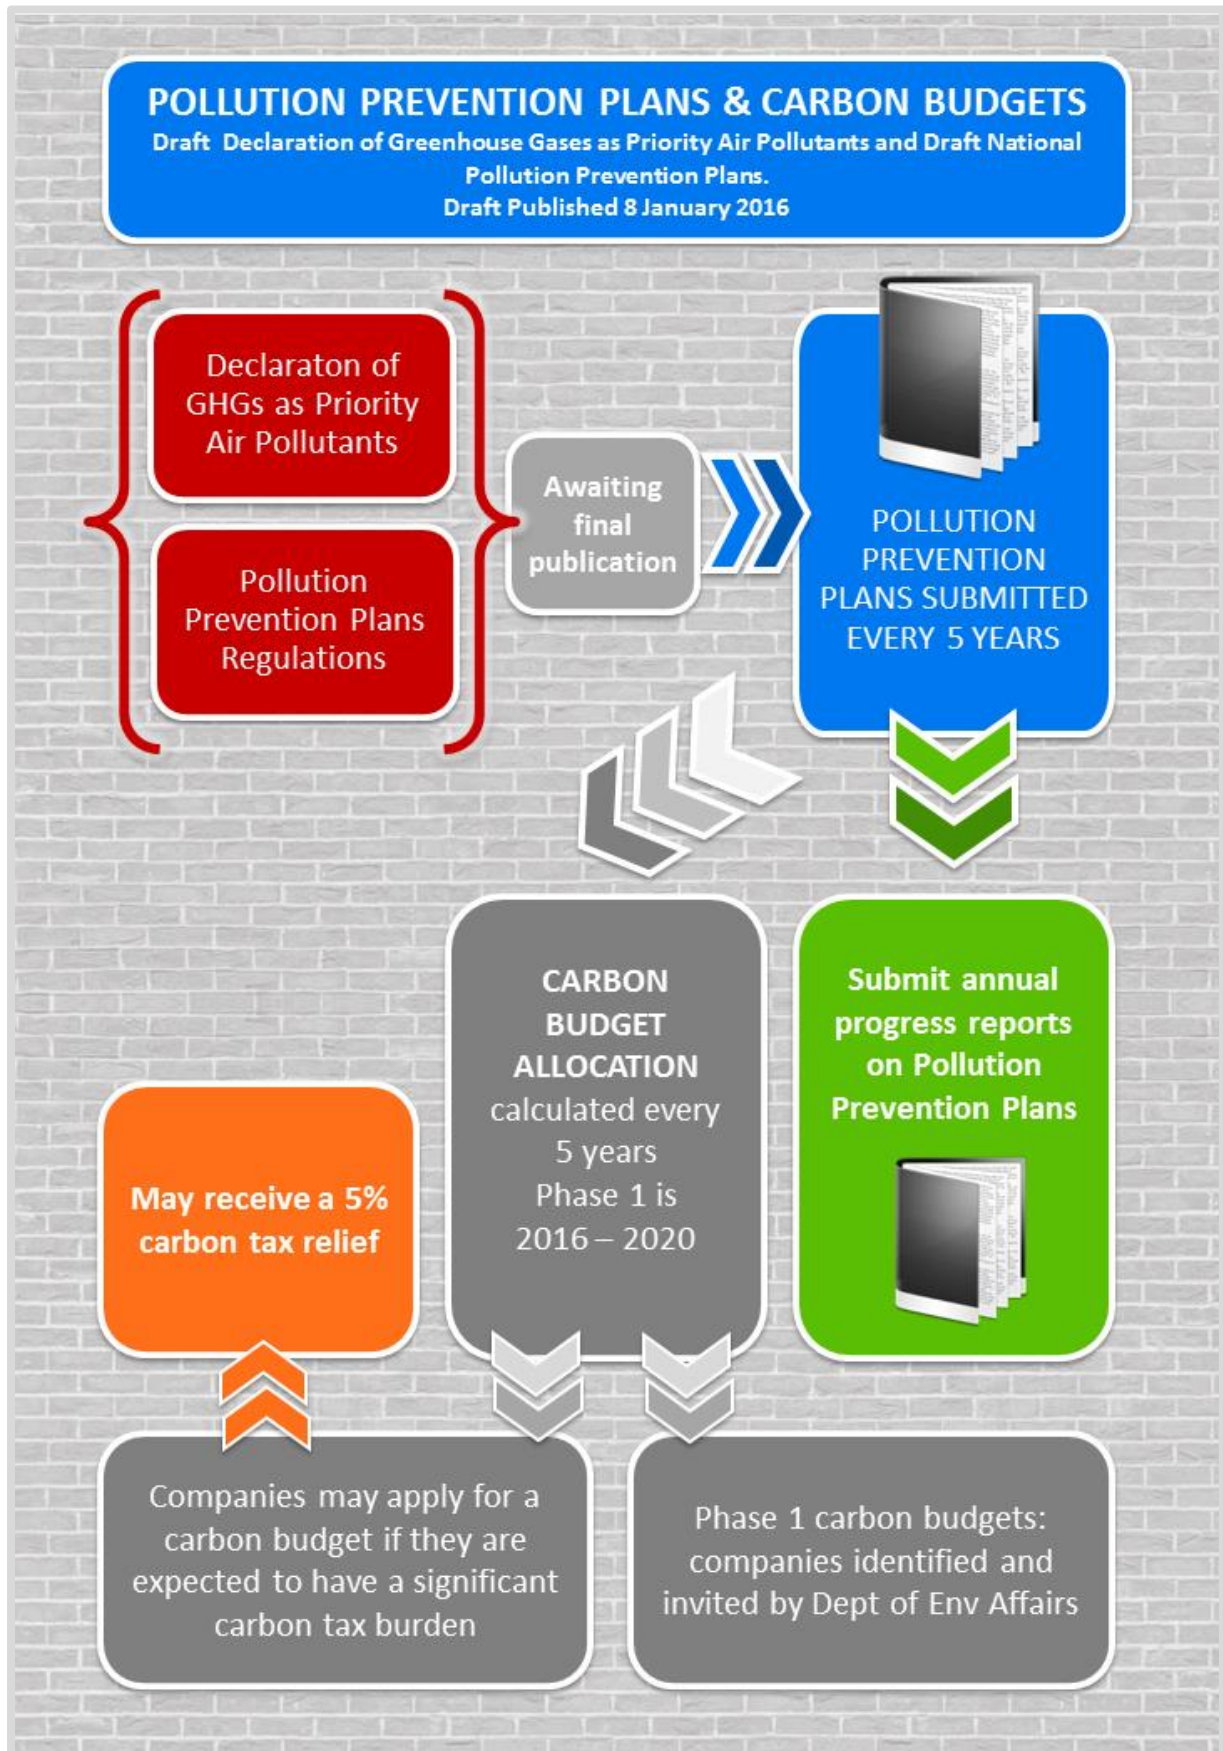 POLLUTION PREVENTION PLANS & CARBON BUDGETS
Draft Declaration of Greenhouse Gases as Priority Air Pollutants and Draft National
Pollution Prevention Plans.
Draft Published 8 January 2016
Declaraton of
GHGs as Priority
Air Pollutants
Pollution
Prevention Plans
Regulations
Awaiting
final
publication
POLLUTION
PREVENTION
PLANS SUBMITTED
EVERY 5 YEARS
CARBON
BUDGET
ALLOCATION
calculated every
5 years
Phase 1 is
2016 – 2020
Submit annual
progress reports
on Pollution
Prevention Plans
May receive a 5%
carbon tax relief
Companies may apply for a
carbon budget if they are
expected to have a significant
carbon tax burden
Phase 1 carbon budgets:
companies identified and
invited by Dept of Env Affairs